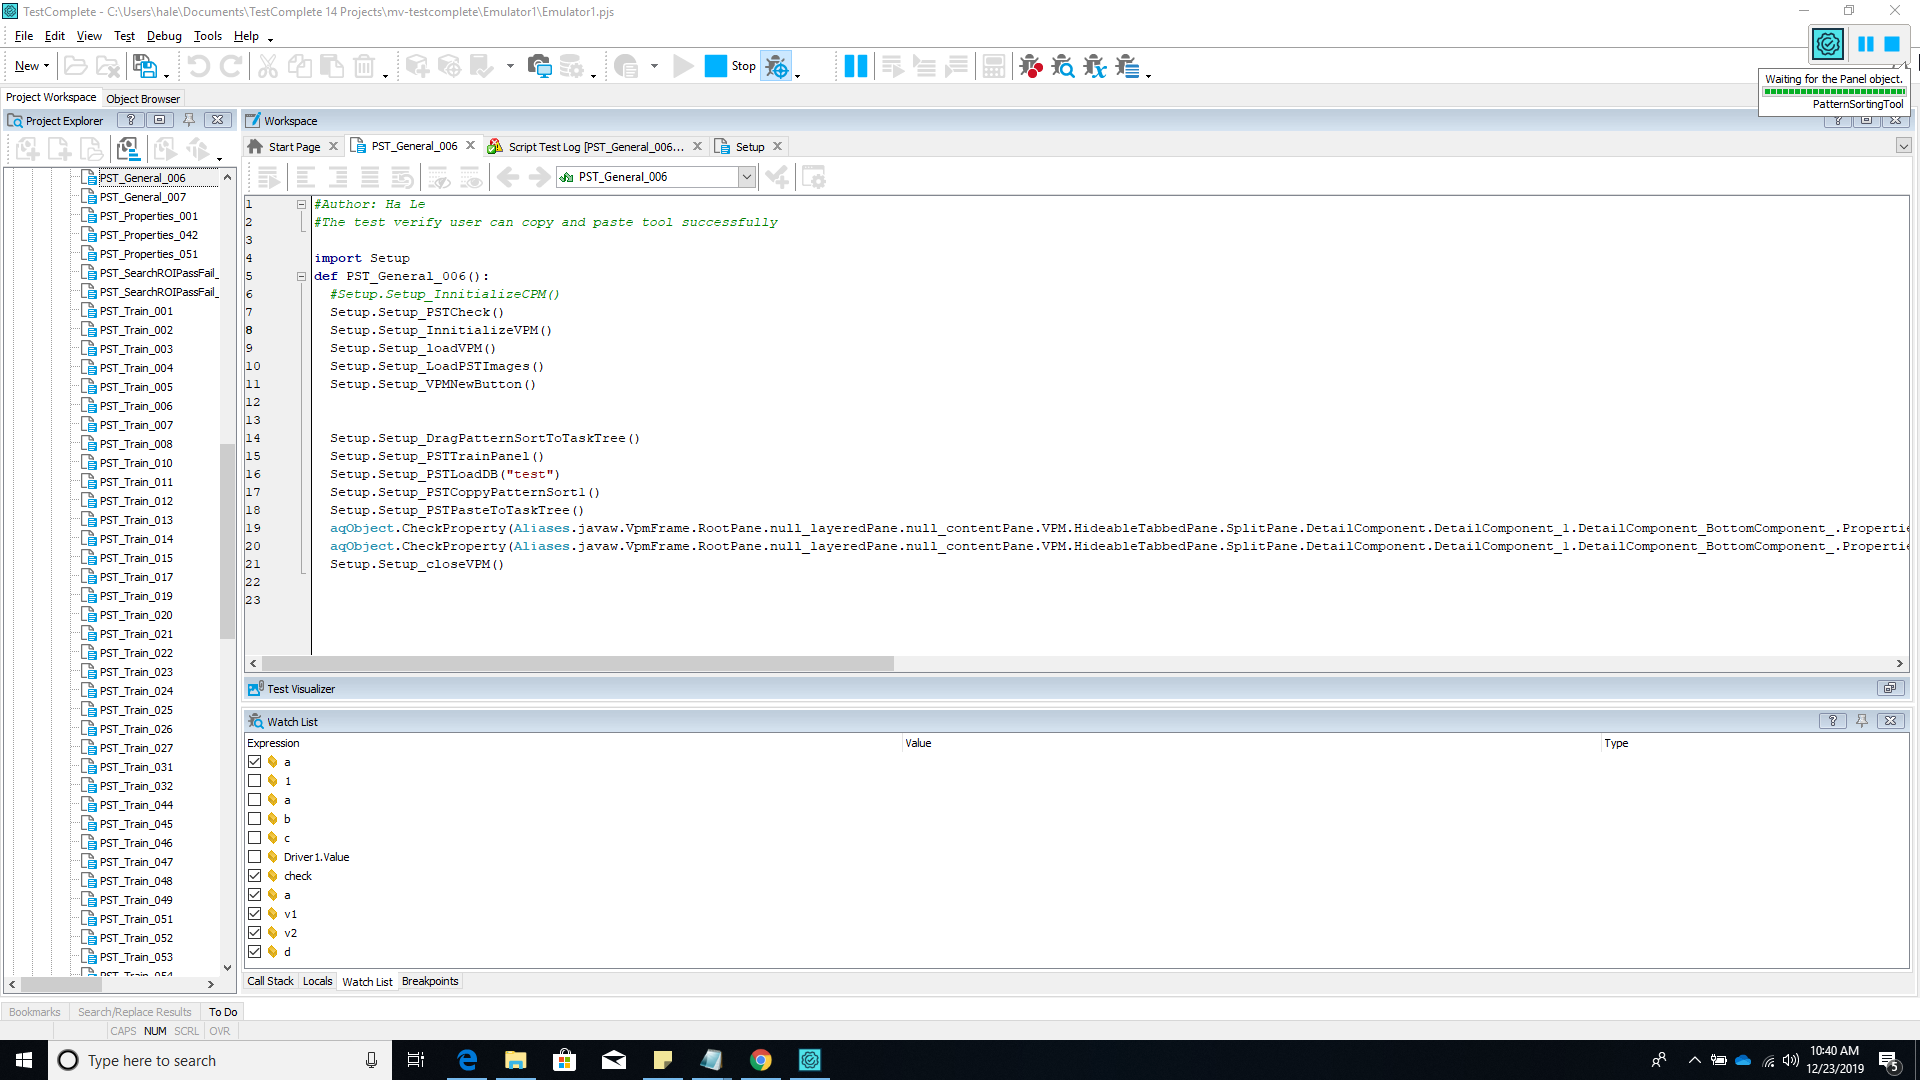 TestComplete - C:\Users\hale\Documents\TestComplete 14 Projects\mv-testcomplete\Emulator1\Emulator1.pjs
File Edit View Test Debug Tools Help
New Stop
Waiting for the Panel object.
PatternSortingTool
Project Workspace Object Browser
Project Explorer
Workspace
Start Page PST_General_006 Script Test Log [PST_General_006... Setup
PST_General_006
PST_General_006
PST_General_007
PST_Properties_001
PST_Properties_042
PST_Properties_051
PST_SearchROIPassFail_
PST_SearchROIPassFail_
PST_Train_001
PST_Train_002
PST_Train_003
PST_Train_004
PST_Train_005
PST_Train_006
PST_Train_007
PST_Train_008
PST_Train_010
PST_Train_011
PST_Train_012
PST_Train_013
PST_Train_014
PST_Train_015
PST_Train_017
PST_Train_019
PST_Train_020
PST_Train_021
PST_Train_022
PST_Train_023
PST_Train_024
PST_Train_025
PST_Train_026
PST_Train_027
PST_Train_031
PST_Train_032
PST_Train_044
PST_Train_045
PST_Train_046
PST_Train_047
PST_Train_048
PST_Train_049
PST_Train_051
PST_Train_052
PST_Train_053
PST_Train_054
1 #Author: Ha Le
2 #The test verify user can copy and paste tool successfully
3
4 import Setup
5 def PST_General_006():
6 #Setup.Setup_InnitializeCPM()
7 Setup.Setup_PSTCheck()
8 Setup.Setup_InnitializeVPM()
9 Setup.Setup_loadVPM()
10 Setup.Setup_LoadPSTImages()
11 Setup.Setup_VPMNewButton()
12
13
14 Setup.Setup_DragPatternSortToTaskTree()
15 Setup.Setup_PSTTrainPanel()
16 Setup.Setup_PSTLoadDB("test")
17 Setup.Setup_PSTCoppyPatternSort1()
18 Setup.Setup_PSTPasteToTaskTree()
19 aqObject.CheckProperty(Aliases.javaw.VpmFrame.RootPane.null_layeredPane.null_contentPane.VPM.HideableTabbedPane.SplitPane.DetailComponent.DetailComponent_1.DetailComponent_BottomComponent_.Propertie
20 aqObject.CheckProperty(Aliases.javaw.VpmFrame.RootPane.null_layeredPane.null_contentPane.VPM.HideableTabbedPane.SplitPane.DetailComponent.DetailComponent_1.DetailComponent_BottomComponent_.Propertie
21 Setup.Setup_closeVPM()
22
23
Test Visualizer
Watch List
Expression Value Type
a
1
a
b
c
Driver1.Value
check
a
v1
v2
d
Call Stack Locals Watch List Breakpoints
Bookmarks Search/Replace Results To Do
CAPS NUM SCRL OVR
Type here to search
10:40 AM
12/23/2019
5